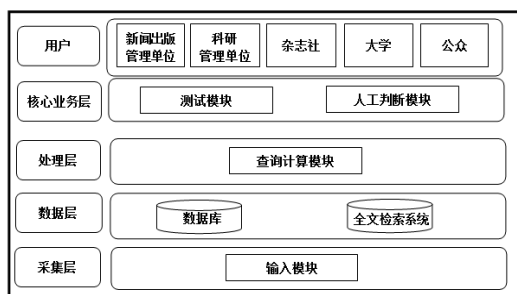 用户
新闻出版
管理单位
科研
管理单位
杂志社
大学
公众
核心业务层
测试模块
人工判断模块
处理层
查询计算模块
数据层
数据库
全文检索系统
采集层
输入模块